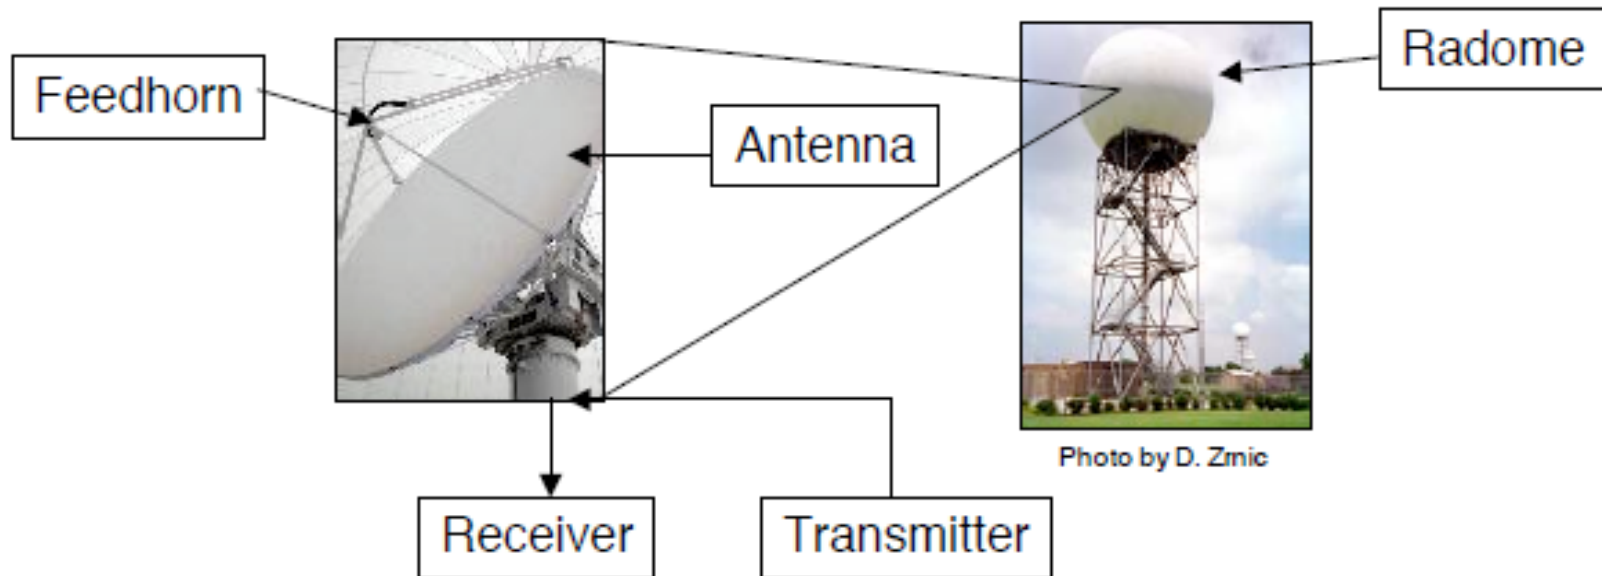 Radome
Feedhorn
Antenna
Photo by D. Zrnic
Receiver
Transmitter